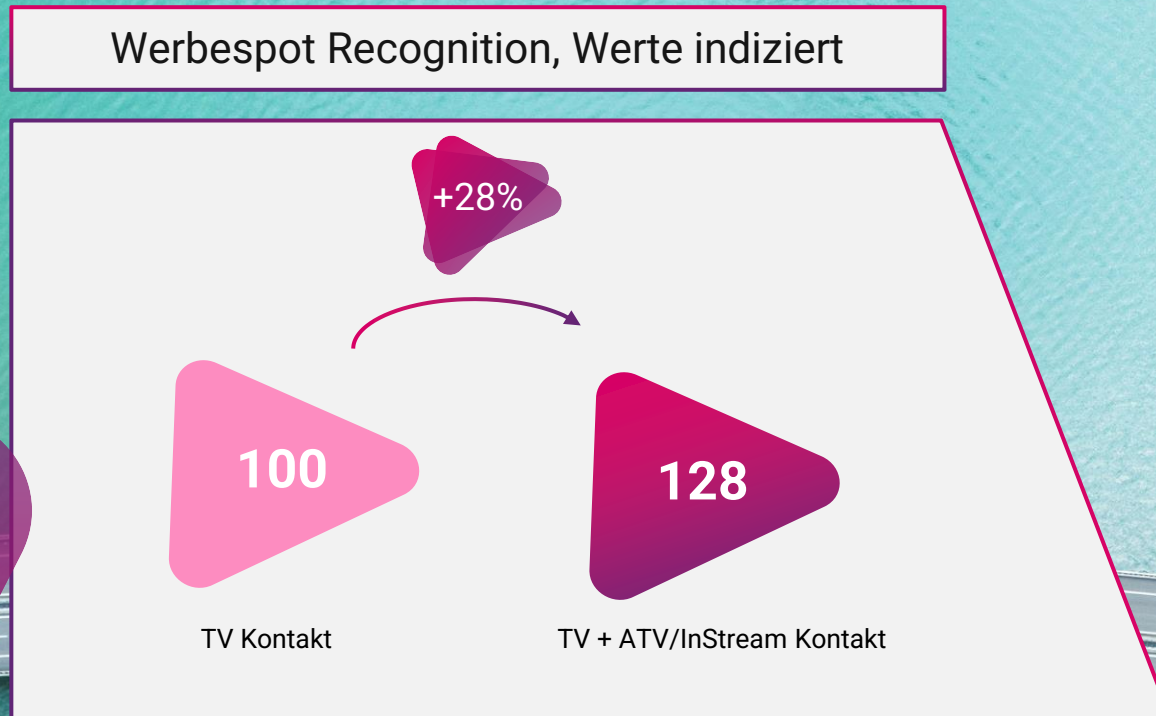 Werbespot Recognition, Werte indiziert
+28%
100
128
TV Kontakt
TV + ATV/InStream Kontakt